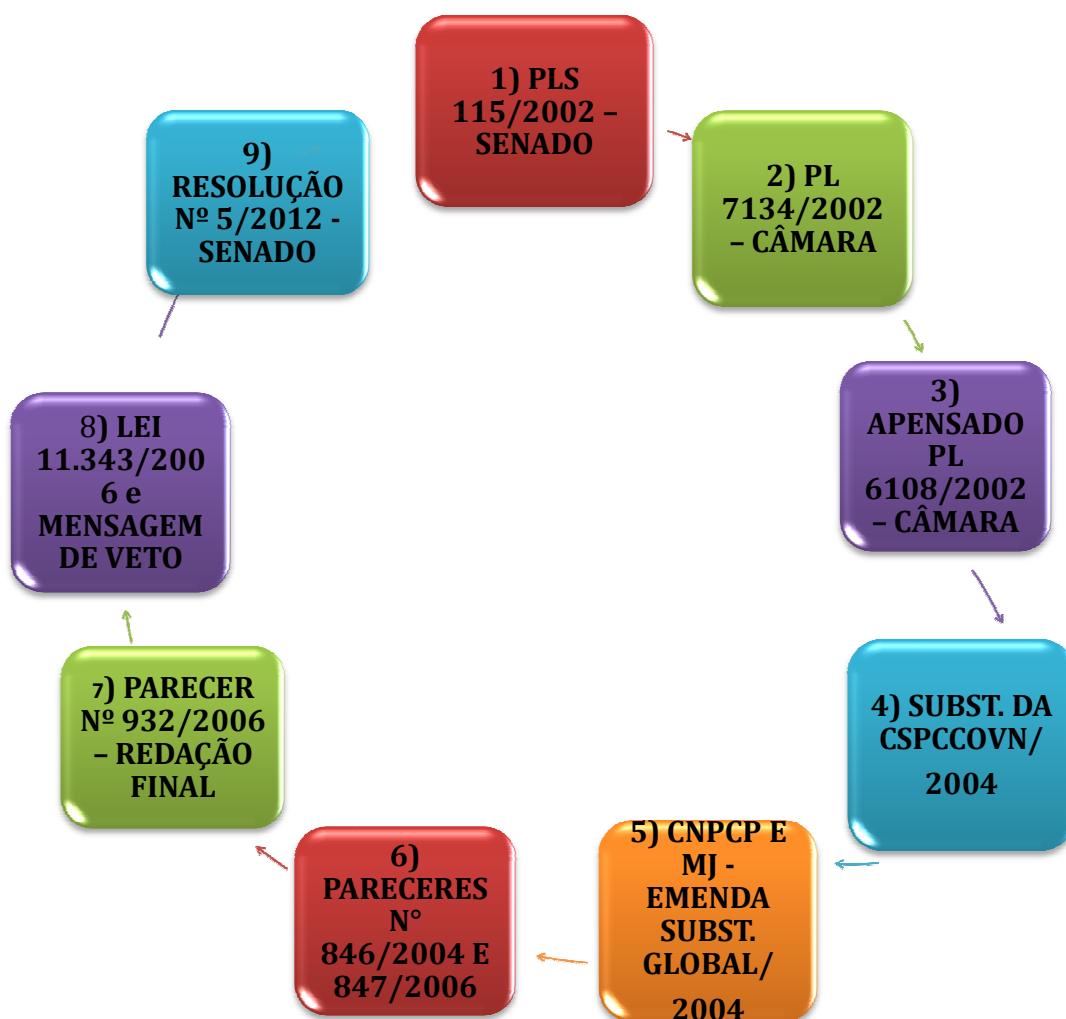 1) PLS
115/2002 –
SENADO
2) PL
7134/2002
– CÂMARA
3)
APENSADO
PL
6108/2002
– CÂMARA
4) SUBST. DA
CSPCCOVN/
2004
5) CNPCP E
MJ -
EMENDA
SUBST.
GLOBAL/
2004
6)
PARECERES
N°
846/2004 E
847/2006
7) PARECER
Nº 932/2006
– REDAÇÃO
FINAL
8) LEI
11.343/200
6 e
MENSAGEM
DE VETO
9)
RESOLUÇÃO
Nº 5/2012 -
SENADO